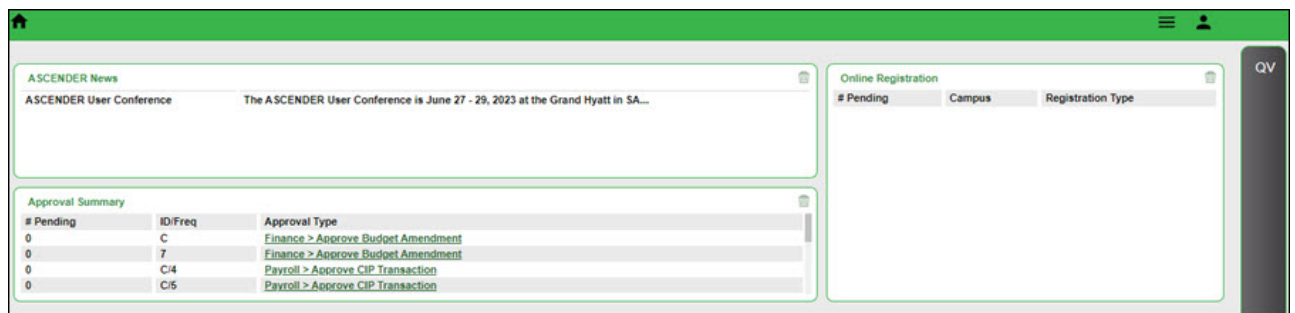 QV
ASCENDER News
ASCENDER User Conference The ASCENDER User Conference is June 27 - 29, 2023 at the Grand Hyatt in SA...
Approval Summary
# Pending ID/Freq Approval Type
0 C Finance > Approve Budget Amendment
0 7 Finance > Approve Budget Amendment
0 C/4 Payroll > Approve CIP Transaction
0 C/5 Payroll > Approve CIP Transaction
Online Registration
# Pending Campus Registration Type